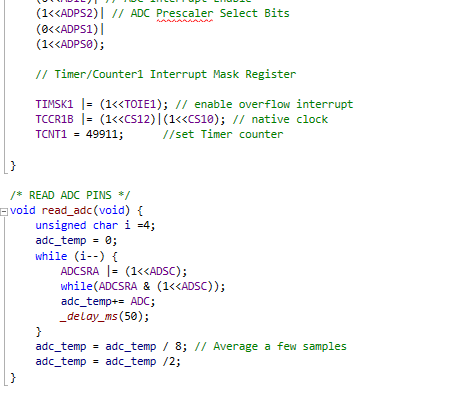 (1<<ADPS2)| // ADC Prescaler Select Bits
(0<<ADPS1)|
(1<<ADPS0);
// Timer/Counter1 Interrupt Mask Register
TIMSK1 |= (1<<TOIE1); // enable overflow interrupt
TCCR1B |= (1<<CS12)|(1<<CS10); // native clock
TCNT1 = 49911; //set Timer counter
}
/* READ ADC PINS */
void read_adc(void) {
unsigned char i =4;
adc_temp = 0;
while (i--) {
ADCSRA |= (1<<ADSC);
while(ADCSRA & (1<<ADSC));
adc_temp+= ADC;
_delay_ms(50);
}
adc_temp = adc_temp / 8; // Average a few samples
adc_temp = adc_temp /2;
}